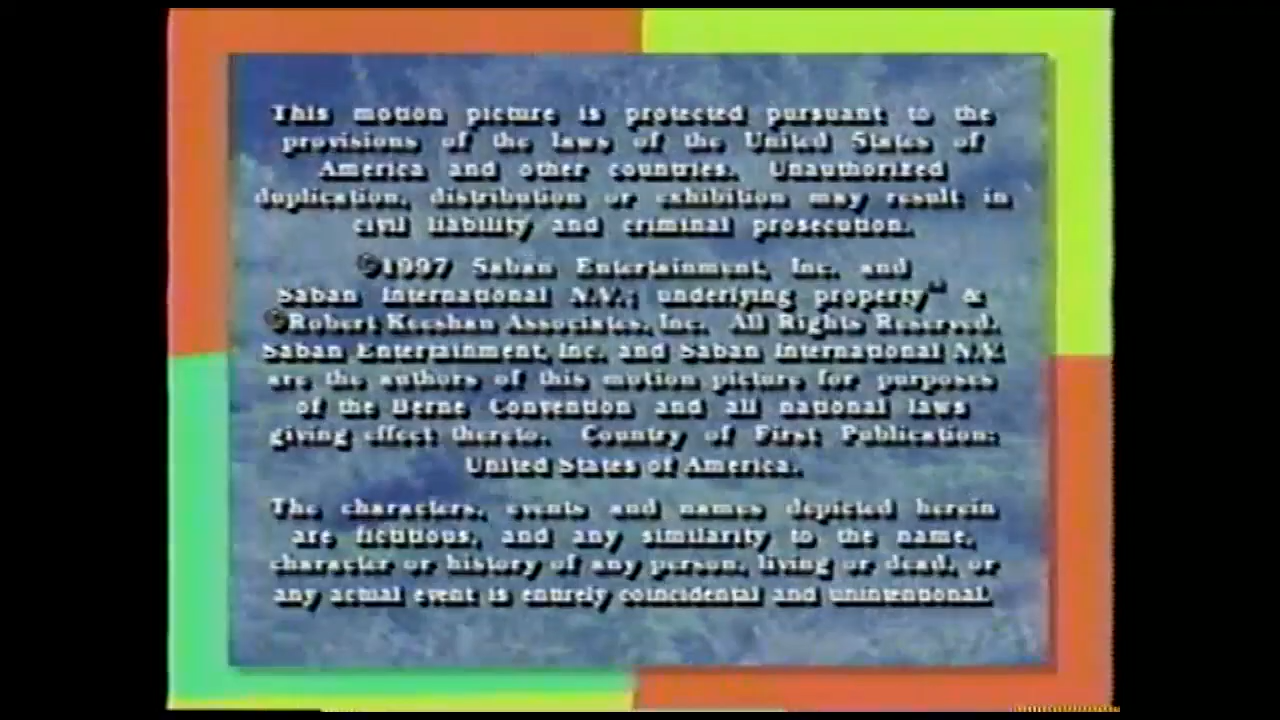 This motion picture is protected pursuant to the
provisions of the laws of the United States of
America and other countries. Unauthorized
duplication, distribution or exhibition may result in
civil liability and criminal prosecution.
©1997 Saban Entertainment, Inc. and
Saban International N.V.; underlying property™ &
©Robert Keeshan Associates, Inc. All Rights Reserved.
Saban Entertainment, Inc. and Saban International N.V.
are the authors of this motion picture for purposes
of the Berne Convention and all national laws
giving effect thereto. Country of First Publication:
United States of America.
The characters, events and names depicted herein
are fictitious, and any similarity to the name,
character or history of any person, living or dead, or
any actual event is entirely coincidental and unintentional.